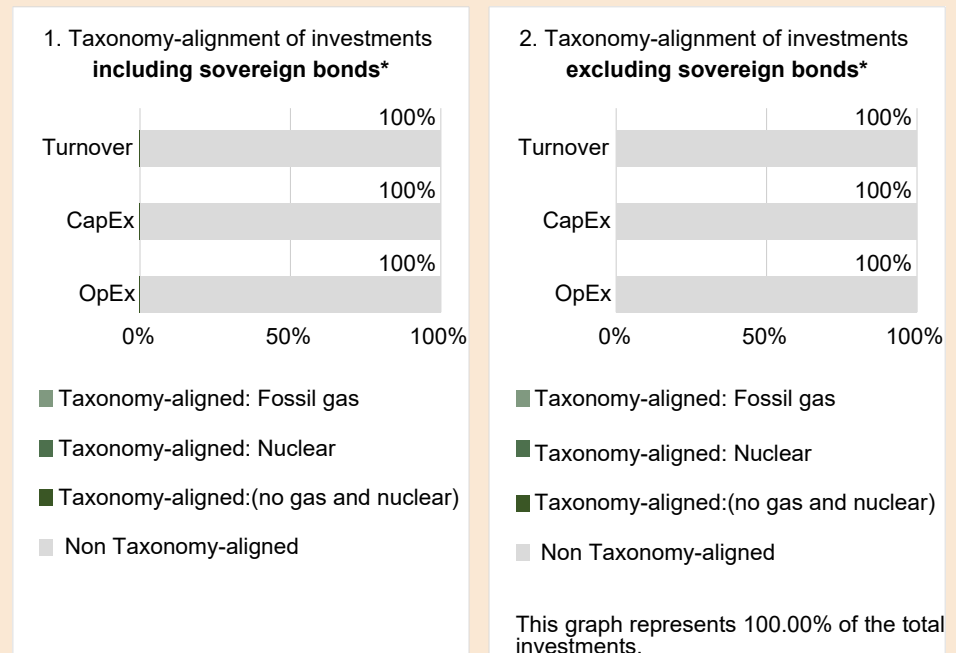 1. Taxonomy-alignment of investments
including sovereign bonds*
100%
Turnover
100%
CapEx
100%
OpEx
0% 50% 100%
Taxonomy-aligned: Fossil gas
Taxonomy-aligned: Nuclear
Taxonomy-aligned:(no gas and nuclear)
Non Taxonomy-aligned
2. Taxonomy-alignment of investments
excluding sovereign bonds*
100%
Turnover
100%
CapEx
100%
OpEx
0% 50% 100%
Taxonomy-aligned: Fossil gas
Taxonomy-aligned: Nuclear
Taxonomy-aligned:(no gas and nuclear)
Non Taxonomy-aligned
This graph represents 100.00% of the total
investments.